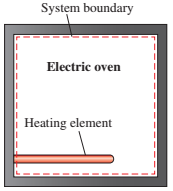 System boundary
Electric oven
Heating element